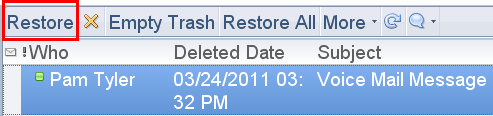 Restore Empty Trash Restore All More
! Who Deleted Date Subject
Pam Tyler 03/24/2011 03: Voice Mail Message
32 PM